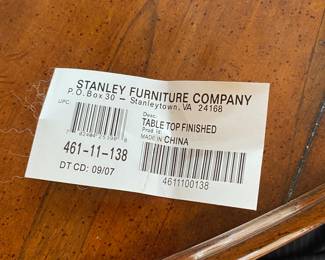 STANLEY FURNITURE COMPANY
P.O. Box 30 – Stanleytown, VA 24168
UPC:
Desc:
TABLE TOP FINISHED
Prod Id:
MADE IN CHINA
461-11-138
DT CD: 09/07
4611100138